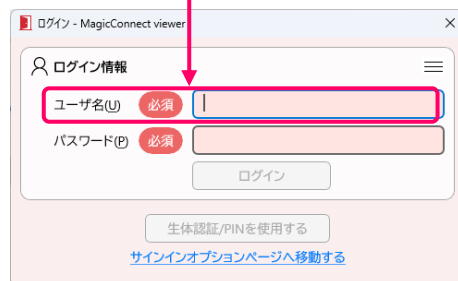 ログイン - MagicConnect viewer
ログイン情報
ユーザ名(U) 必須
パスワード(P) 必須
ログイン
生体認証/PINを使用する
サインインオプションページへ移動する